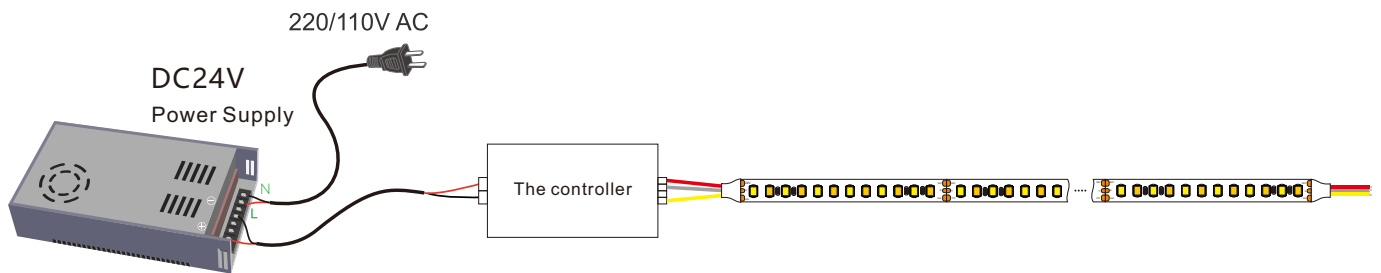 220/110V AC
DC24V
Power Supply
N
L
The controller